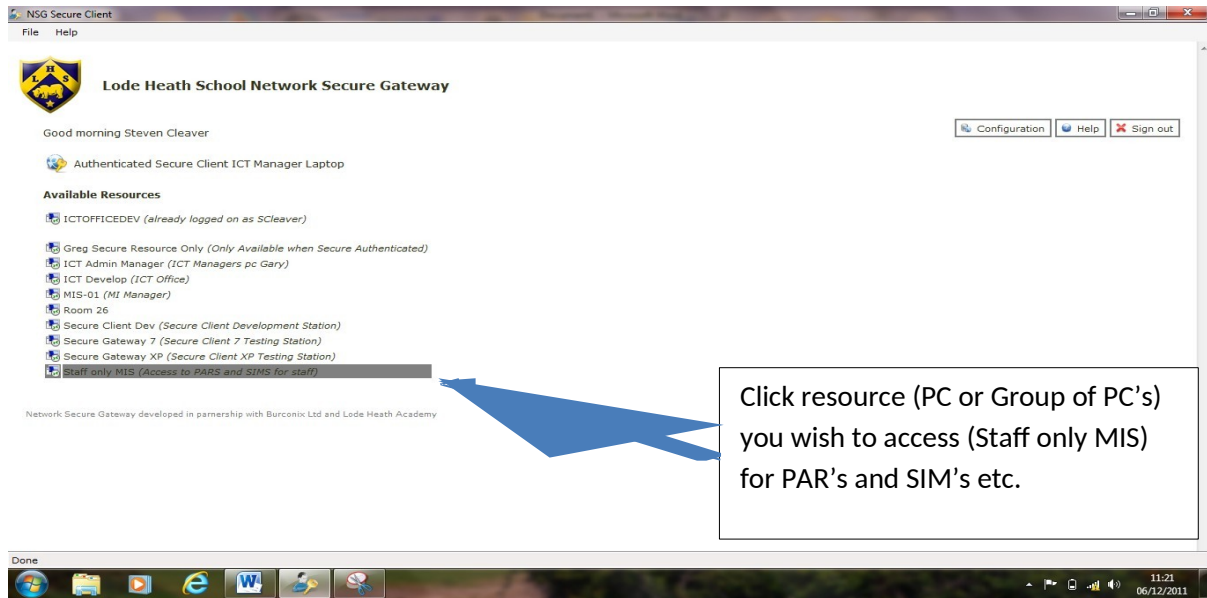 NSG Secure Client
File Help
L H S
Lode Heath School Network Secure Gateway
Good morning Steven Cleaver
Configuration Help Sign out
Authenticated Secure Client ICT Manager Laptop
Available Resources
ICTOFFICEDEV (already logged on as SCleaver)
Greg Secure Resource Only (Only Available when Secure Authenticated)
ICT Admin Manager (ICT Managers pc Gary)
ICT Develop (ICT Office)
MIS-01 (MI Manager)
Room 26
Secure Client Dev (Secure Client Development Station)
Secure Gateway 7 (Secure Client 7 Testing Station)
Secure Gateway XP (Secure Client XP Testing Station)
Staff only MIS (Access to PARS and SIMS for staff)
Network Secure Gateway developed in parnership with Burconix Ltd and Lode Heath Academy
Click resource (PC or Group of PC’s)
you wish to access (Staff only MIS)
for PAR’s and SIM’s etc.
Done
11:21
06/12/2011